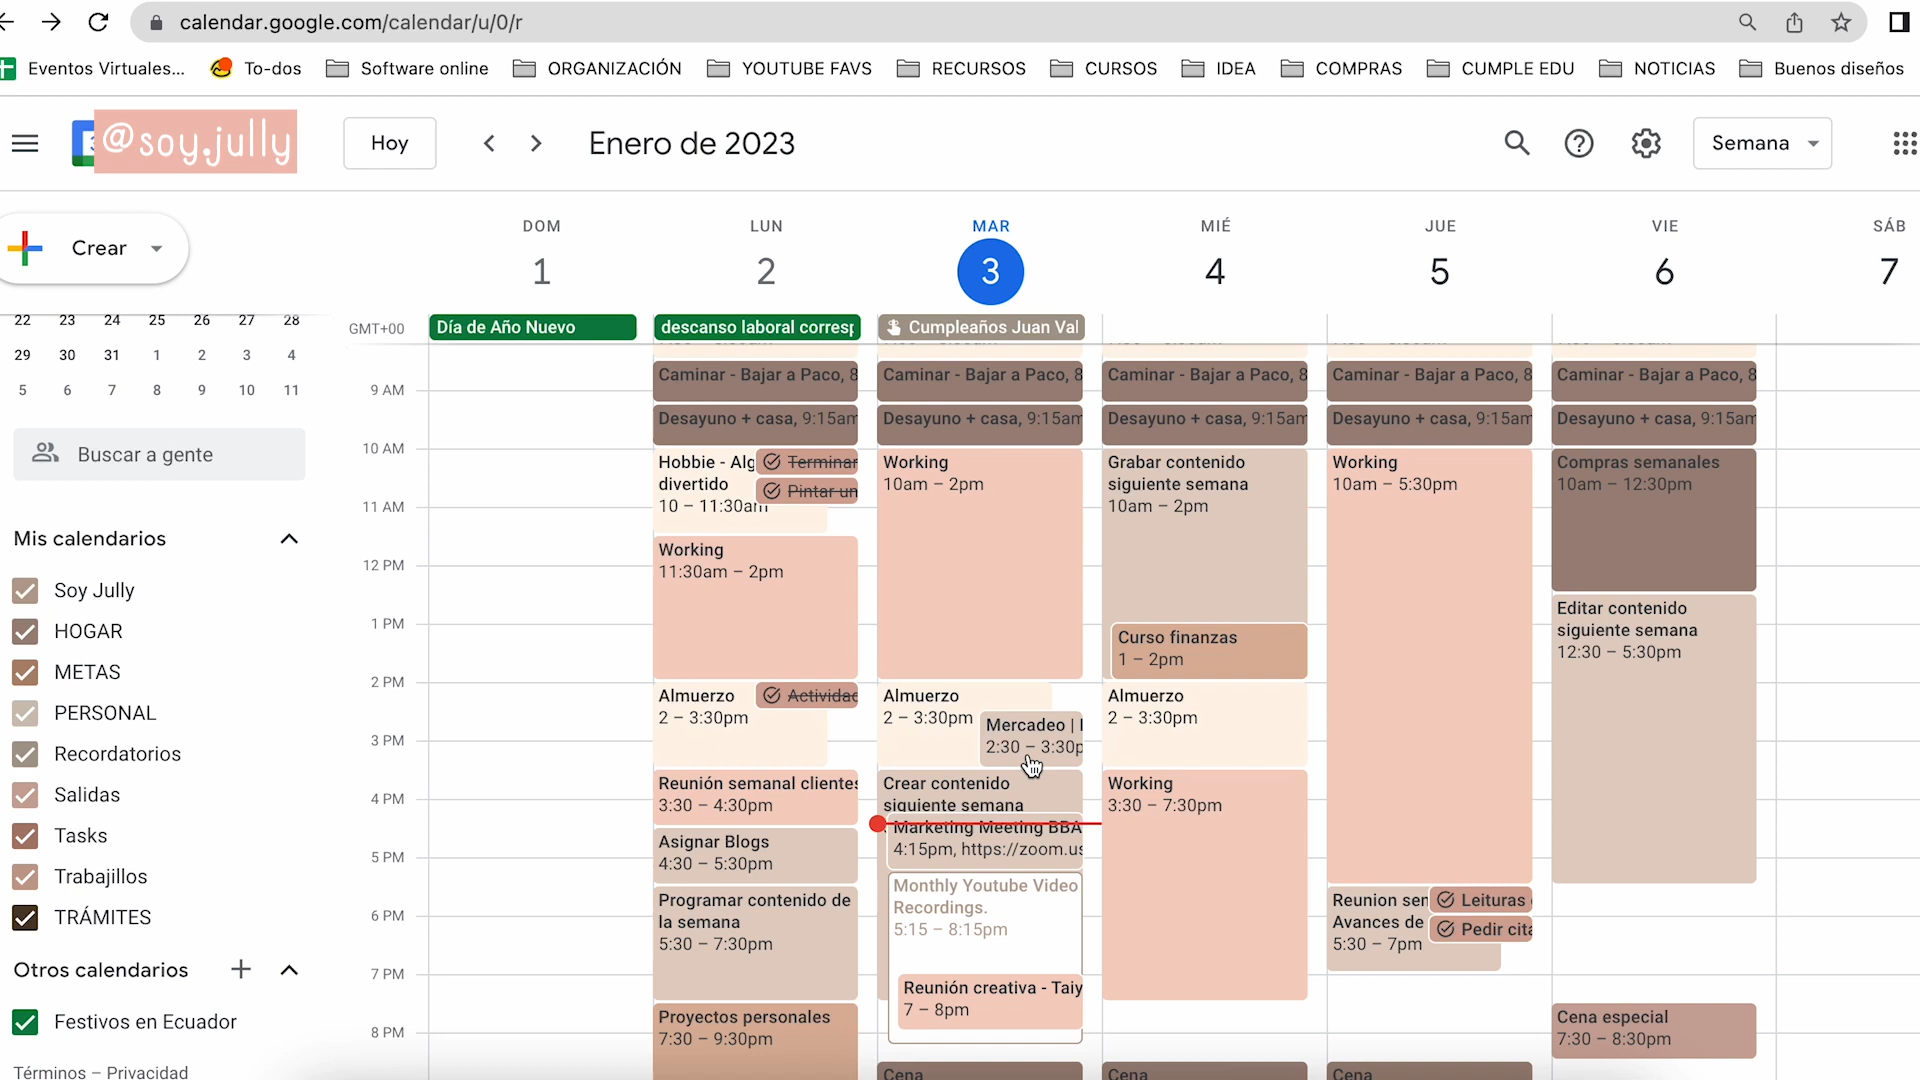 calendar.google.com/calendar/u/0/r
Eventos Virtuales...
To-dos
Software online
ORGANIZACIÓN
YOUTUBE FAVS
RECURSOS
CURSOS
IDEA
COMPRAS
CUMPLE EDU
NOTICIAS
Buenos diseños
@soy.jully
Hoy
Enero de 2023
Semana
Crear
DOM
1
LUN
2
MAR
3
MIÉ
4
JUE
5
VIE
6
SÁB
7
22 23 24 25 26 27 28
29 30 31 1 2 3 4
5 6 7 8 9 10 11
Buscar a gente
Mis calendarios
Soy Jully
HOGAR
METAS
PERSONAL
Recordatorios
Salidas
Tasks
Trabajillos
TRÁMITES
Otros calendarios
Festivos en Ecuador
Términos – Privacidad
GMT+00
9 AM
10 AM
11 AM
12 PM
1 PM
2 PM
3 PM
4 PM
5 PM
6 PM
7 PM
8 PM
Día de Año Nuevo
descanso laboral corresp
Caminar - Bajar a Paco, 8
Desayuno + casa, 9:15am
Hobbie - Alg
divertido
10 – 11:30am
Terminar
Pintar un
Working
11:30am – 2pm
Almuerzo
2 – 3:30pm
Actividad
Reunión semanal clientes
3:30 – 4:30pm
Asignar Blogs
4:30 – 5:30pm
Programar contenido de
la semana
5:30 – 7:30pm
Proyectos personales
7:30 – 9:30pm
Cumpleaños Juan Val
Caminar - Bajar a Paco, 8
Desayuno + casa, 9:15am
Working
10am – 2pm
Almuerzo
2 – 3:30pm
Mercadeo |
2:30 – 3:30p
Crear contenido
siguiente semana
Marketing Meeting BBA
4:15pm, https://zoom.us
Monthly Youtube Video
Recordings.
5:15 – 8:15pm
Reunión creativa - Taiy
7 – 8pm
Cena
Caminar - Bajar a Paco, 8
Desayuno + casa, 9:15am
Grabar contenido
siguiente semana
10am – 2pm
Curso finanzas
1 – 2pm
Almuerzo
2 – 3:30pm
Working
3:30 – 7:30pm
Cena
Caminar - Bajar a Paco, 8
Desayuno + casa, 9:15am
Working
10am – 5:30pm
Reunion sem
Avances de
5:30 – 7pm
Leituras
Pedir cita
Cena
Caminar - Bajar a Paco, 8
Desayuno + casa, 9:15am
Compras semanales
10am – 12:30pm
Editar contenido
siguiente semana
12:30 – 5:30pm
Cena especial
7:30 – 8:30pm